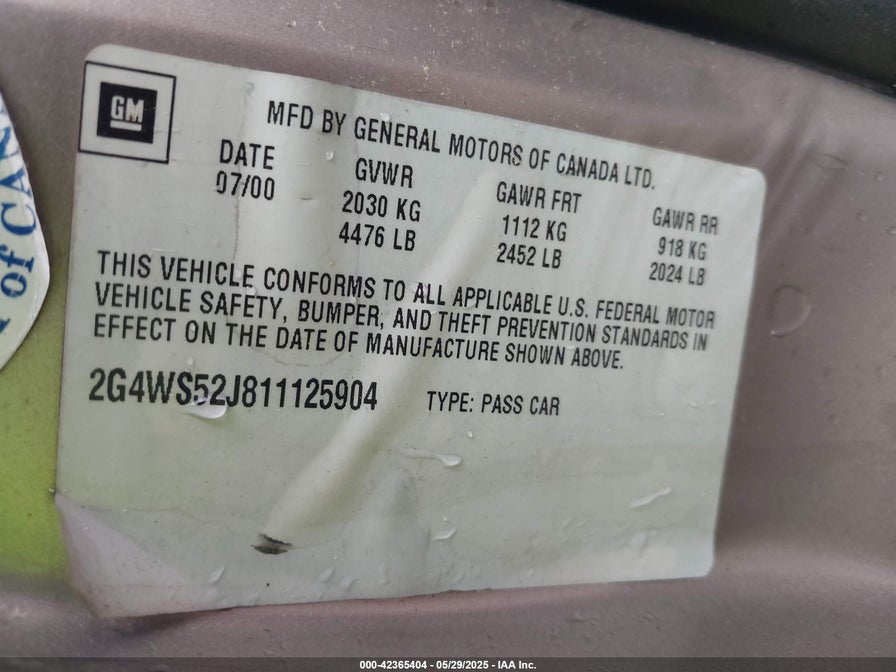 GM
MFD BY GENERAL MOTORS OF CANADA LTD.
DATE GVWR GAWR FRT GAWR RR
07/00 2030 KG 1112 KG 918 KG
4476 LB 2452 LB 2024 LB
THIS VEHICLE CONFORMS TO ALL APPLICABLE U.S. FEDERAL MOTOR
VEHICLE SAFETY, BUMPER, AND THEFT PREVENTION STANDARDS IN
EFFECT ON THE DATE OF MANUFACTURE SHOWN ABOVE.
2G4WS52J811125904 TYPE: PASS CAR
of CAN
000-42365404 - 05/29/2025 - IAA Inc.